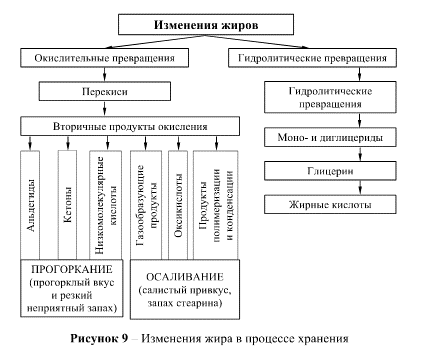 Изменения жиров
Окислительные превращения
Гидролитические превращения
Перекиси
Гидролитические
превращения
Вторичные продукты окисления
Моно- и диглицериды
Глицерин
Жирные кислоты
Альдегиды
Кетоны
Низкомолекулярные
кислоты
Газообразующие
продукты
Оксикислоты
Продукты
полимеризации
и конденсации
ПРОГОРКАНИЕ
(прогорклый вкус
и резкий
неприятный запах)
ОСАЛИВАНИЕ
(салистый привкус,
запах стеарина)
Рисунок 9 – Изменения жира в процессе хранения